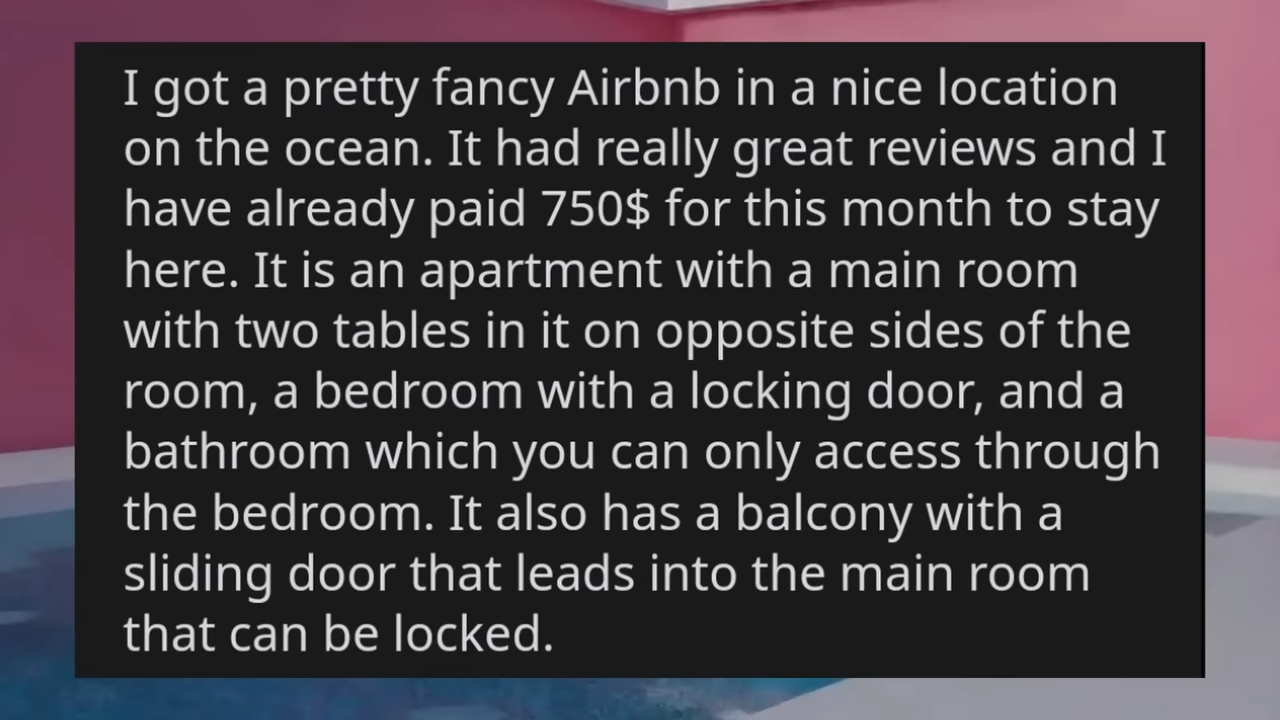 I got a pretty fancy Airbnb in a nice location
on the ocean. It had really great reviews and I
have already paid 750$ for this month to stay
here. It is an apartment with a main room
with two tables in it on opposite sides of the
room, a bedroom with a locking door, and a
bathroom which you can only access through
the bedroom. It also has a balcony with a
sliding door that leads into the main room
that can be locked.